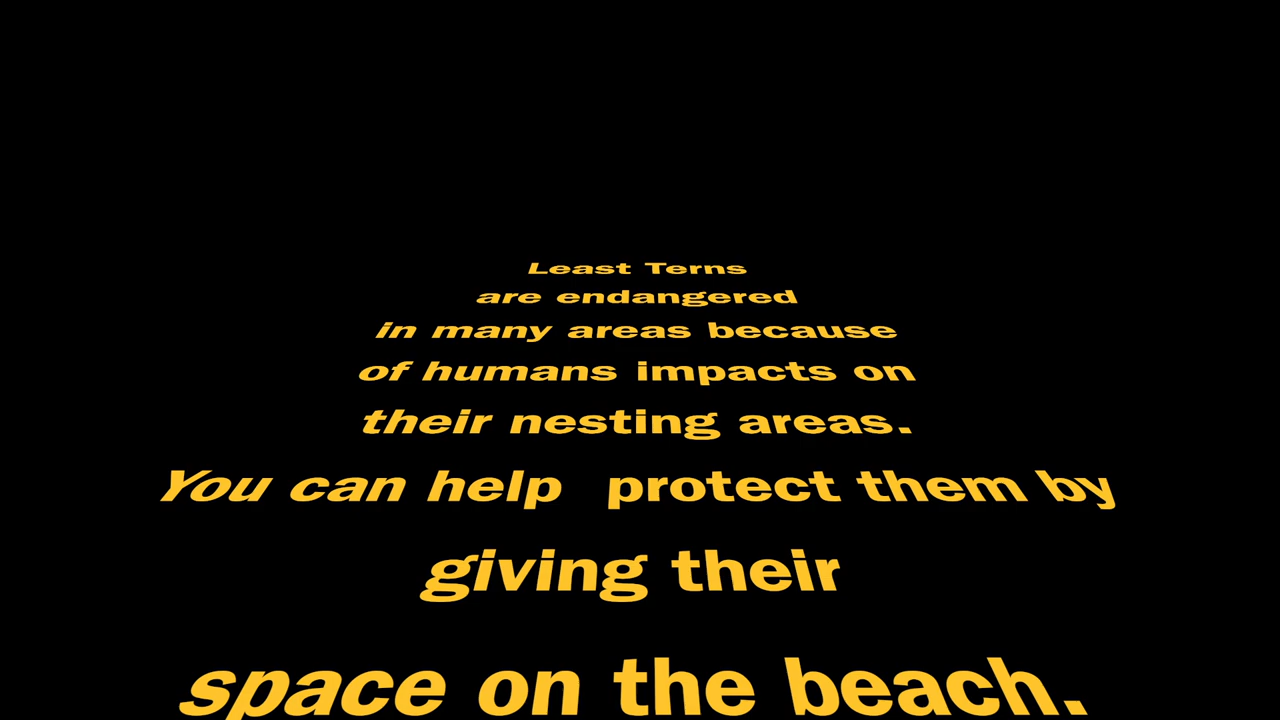 Least Terns
are endangered
in many areas because
of humans impacts on
their nesting areas.
You can help  protect them by
giving their
space on the beach.